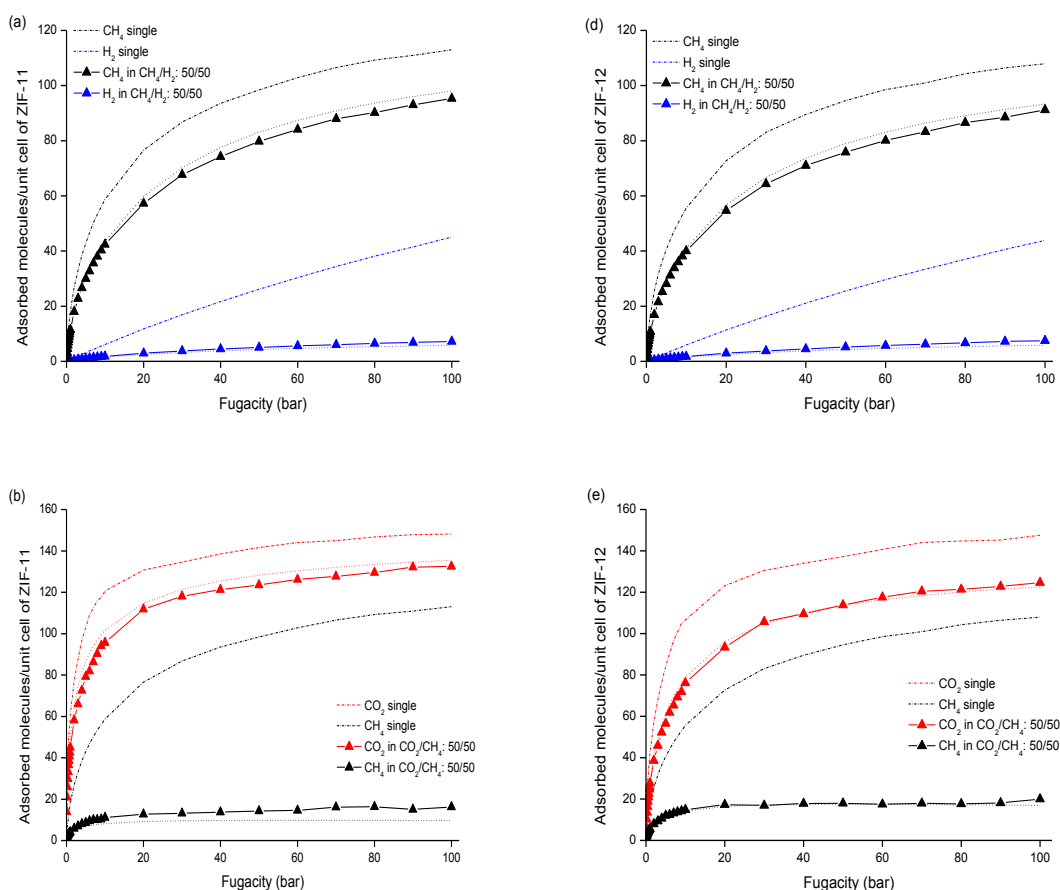 (a)
Adsorbed molecules/unit cell of ZIF-11
120
100
80
60
40
20
0
CH₄ single
H₂ single
CH₄ in CH₄/H₂: 50/50
H₂ in CH₄/H₂: 50/50
0 20 40 60 80 100
Fugacity (bar)
(d)
Adsorbed molecules/unit cell of ZIF-12
120
100
80
60
40
20
0
CH₄ single
H₂ single
CH₄ in CH₄/H₂: 50/50
H₂ in CH₄/H₂: 50/50
0 20 40 60 80 100
Fugacity (bar)
(b)
Adsorbed molecules/unit cell of ZIF-11
160
140
120
100
80
60
40
20
0
CO₂ single
CH₄ single
CO₂ in CO₂/CH₄: 50/50
CH₄ in CO₂/CH₄: 50/50
0 20 40 60 80 100
Fugacity (bar)
(e)
Adsorbed molecules/unit cell of ZIF-12
160
140
120
100
80
60
40
20
0
CO₂ single
CH₄ single
CO₂ in CO₂/CH₄: 50/50
CH₄ in CO₂/CH₄: 50/50
0 20 40 60 80 100
Fugacity (bar)